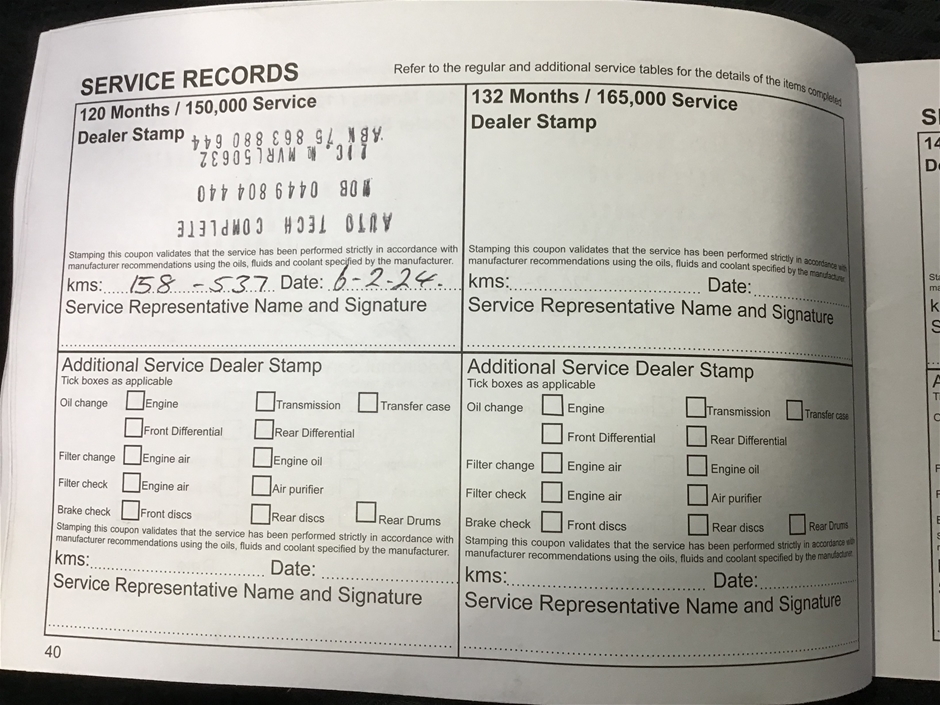 SERVICE RECORDS
Refer to the regular and additional service tables for the details of the items completed
120 Months / 150,000 Service
Dealer Stamp
AUTO TECH COMPLETE
MOB 0449 804 440
LIC. № MVRL50632
ABN 75 863 880 644
Stamping this coupon validates that the service has been performed strictly in accordance with
manufacturer recommendations using the oils, fluids and coolant specified by the manufacturer.
kms: 158 -537 Date: 6-2-24.
Service Representative Name and Signature
132 Months / 165,000 Service
Dealer Stamp
Stamping this coupon validates that the service has been performed strictly in accordance with
manufacturer recommendations using the oils, fluids and coolant specified by the manufacturer.
kms: Date:
Service Representative Name and Signature
Additional Service Dealer Stamp
Tick boxes as applicable
Oil change Engine Transmission Transfer case
Front Differential Rear Differential
Filter change Engine air Engine oil
Filter check Engine air Air purifier
Brake check Front discs Rear discs Rear Drums
Stamping this coupon validates that the service has been performed strictly in accordance with
manufacturer recommendations using the oils, fluids and coolant specified by the manufacturer.
kms: Date:
Service Representative Name and Signature
Additional Service Dealer Stamp
Tick boxes as applicable
Oil change Engine Transmission Transfer case
Front Differential Rear Differential
Filter change Engine air Engine oil
Filter check Engine air Air purifier
Brake check Front discs Rear discs Rear Drums
Stamping this coupon validates that the service has been performed strictly in accordance with
manufacturer recommendations using the oils, fluids and coolant specified by the manufacturer.
kms: Date:
Service Representative Name and Signature
40